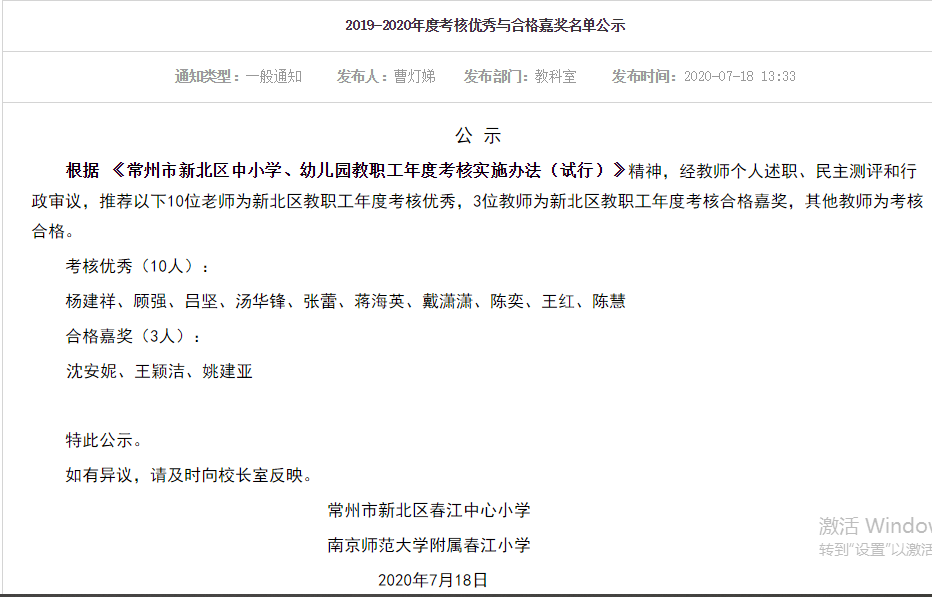 2019-2020年度考核优秀与合格嘉奖名单公示
通知类型：一般通知 发布人：曹灯娣 发布部门：教科室 发布时间：2020-07-18 13:33
公 示
根据 《常州市新北区中小学、幼儿园教职工年度考核实施办法（试行）》精神，经教师个人述职、民主测评和行
政审议，推荐以下10位老师为新北区教职工年度考核优秀，3位教师为新北区教职工年度考核合格嘉奖，其他教师为考核
合格。
考核优秀（10人）：
杨建祥、顾强、吕坚、汤华锋、张蕾、蒋海英、戴潇潇、陈奕、王红、陈慧
合格嘉奖（3人）：
沈安妮、王颖洁、姚建亚
特此公示。
如有异议，请及时向校长室反映。
常州市新北区春江中心小学
南京师范大学附属春江小学
2020年7月18日
激活 Window
转到“设置”以激活